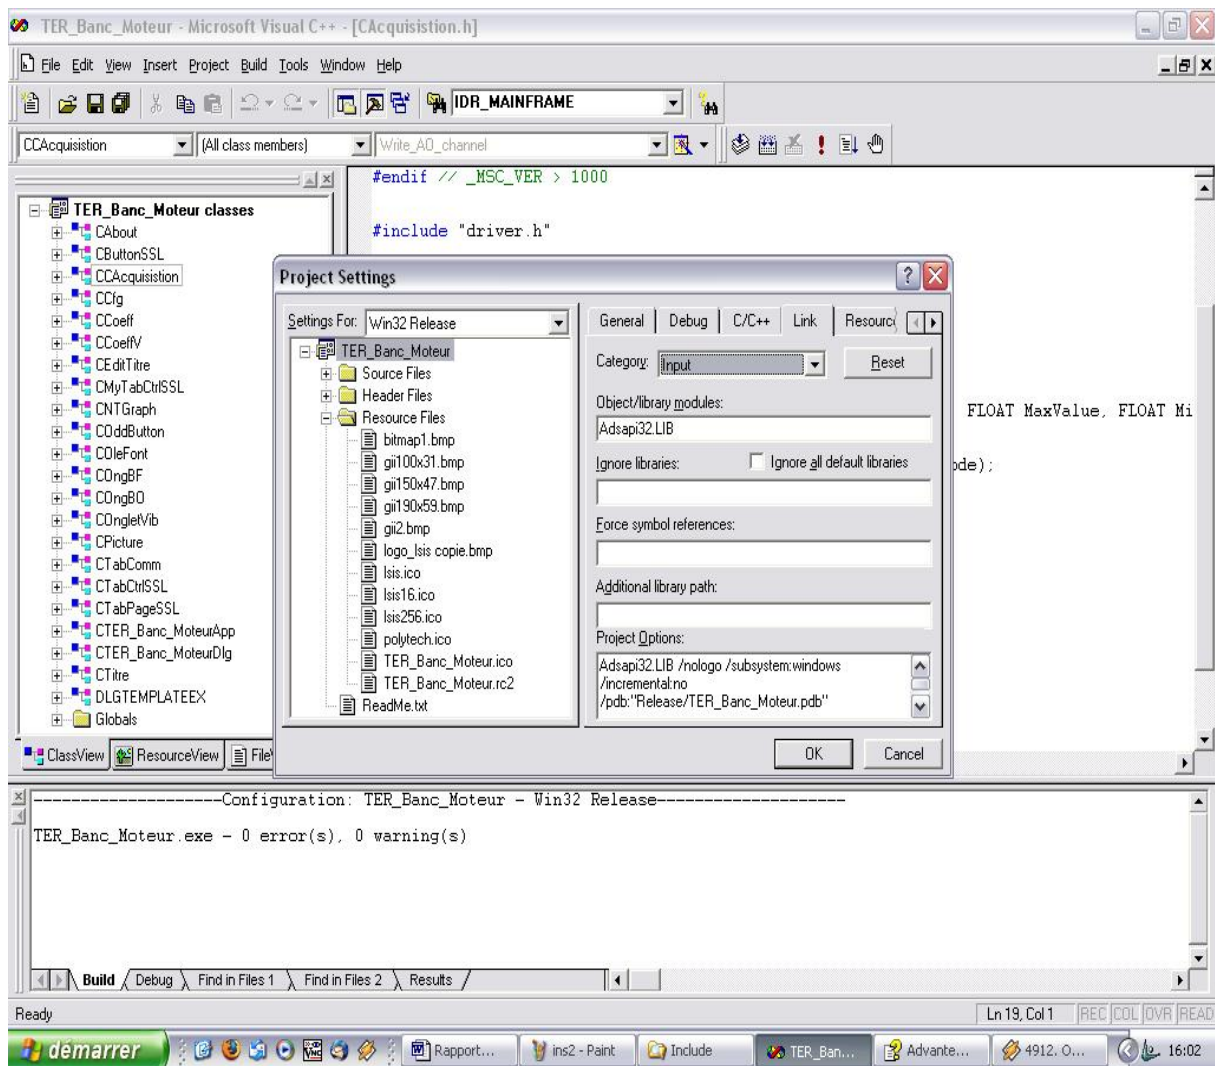 TER_Banc_Moteur - Microsoft Visual C++ - [CAcquisistion.h]
File Edit View Insert Project Build Tools Window Help
IDR_MAINFRAME
CCAcquisistion (All class members) Write_AO_channel
#endif // _MSC_VER > 1000
#include "driver.h"
FLOAT MaxValue, FLOAT Mi
ode);
TER_Banc_Moteur classes
CAbout
CButtonSSL
CCAcquisistion
CCfg
CCoeff
CCoeffV
CEditTitre
CMyTabCtrlSSL
CNTGraph
COddButton
COleFont
COngBF
COngBO
COngletVib
CPicture
CTabComm
CTabCtrlSSL
CTabPageSSL
CTER_Banc_MoteurApp
CTER_Banc_MoteurDlg
CTitre
DLGTEMPLATEEX
Globals
ClassView ResourceView File
Project Settings
Settings For: Win32 Release
TER_Banc_Moteur
Source Files
Header Files
Resource Files
bitmap1.bmp
gii100x31.bmp
gii150x47.bmp
gii190x59.bmp
gii2.bmp
logo_lsis copie.bmp
lsis.ico
lsis16.ico
lsis256.ico
polytech.ico
TER_Banc_Moteur.ico
TER_Banc_Moteur.rc2
ReadMe.txt
General Debug C/C++ Link Resourc
Category: Input Reset
Object/library modules:
Adsapi32.LIB
Ignore libraries: Ignore all default libraries
Force symbol references:
Additional library path:
Project Options:
Adsapi32.LIB /nologo /subsystem:windows
/incremental:no
/pdb:"Release/TER_Banc_Moteur.pdb"
OK Cancel
--------------------Configuration: TER_Banc_Moteur - Win32 Release--------------------
TER_Banc_Moteur.exe - 0 error(s), 0 warning(s)
Build Debug Find in Files 1 Find in Files 2 Results
Ready Ln 19, Col 1 REC COL OVR READ
démarrer Rapport... ins2 - Paint Include TER_Ban... Advante... 4912. O... 16:02